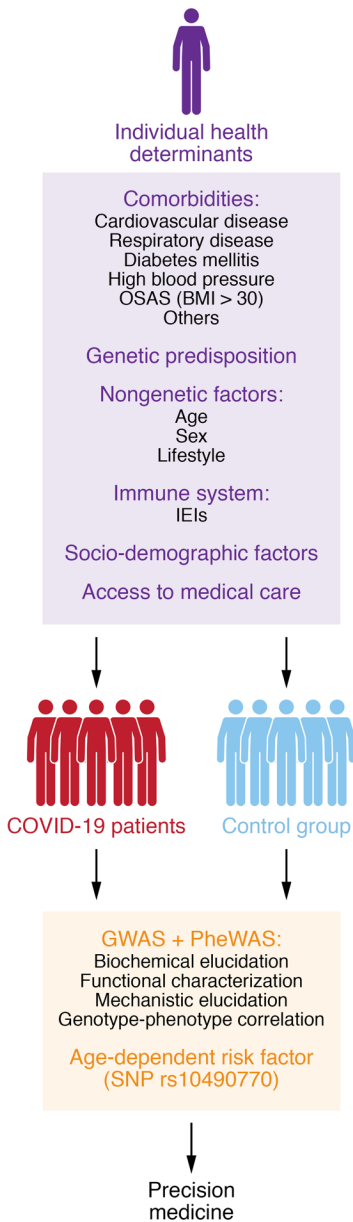 Individual health
determinants
Comorbidities:
Cardiovascular disease
Respiratory disease
Diabetes mellitis
High blood pressure
OSAS (BMI > 30)
Others
Genetic predisposition
Nongenetic factors:
Age
Sex
Lifestyle
Immune system:
IEIs
Socio-demographic factors
Access to medical care
COVID-19 patients
Control group
GWAS + PheWAS:
Biochemical elucidation
Functional characterization
Mechanistic elucidation
Genotype-phenotype correlation
Age-dependent risk factor
(SNP rs10490770)
Precision
medicine